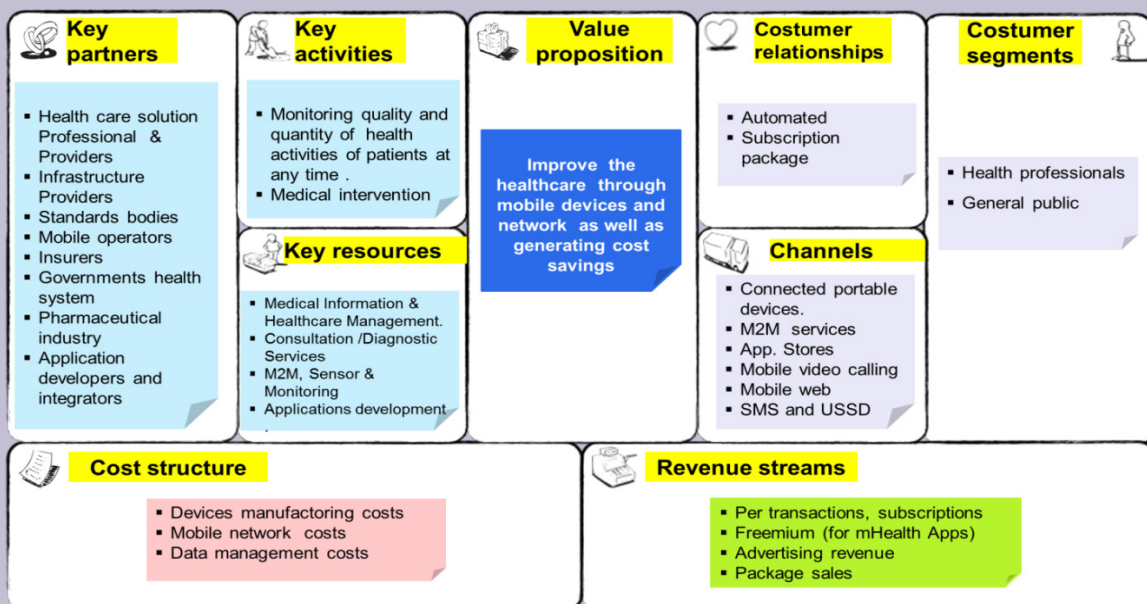 Key
partners
▪ Health care solution
Professional &
Providers
▪ Infrastructure
Providers
▪ Standards bodies
▪ Mobile operators
▪ Insurers
▪ Governments health
system
▪ Pharmaceutical
industry
▪ Application
developers and
integrators
Key
activities
▪ Monitoring quality and
quantity of health
activities of patients at
any time .
▪ Medical intervention
Key resources
▪ Medical Information &
Healthcare Management.
▪ Consultation /Diagnostic
Services
▪ M2M, Sensor &
Monitoring
▪ Applications development
.
Value
proposition
Improve the
healthcare through
mobile devices and
network as well as
generating cost
savings
Costumer
relationships
▪ Automated
▪ Subscription
package
Channels
▪ Connected portable
devices.
▪ M2M services
▪ App. Stores
▪ Mobile video calling
▪ Mobile web
▪ SMS and USSD
Costumer
segments
▪ Health professionals
▪ General public
Cost structure
▪ Devices manufactoring costs
▪ Mobile network costs
▪ Data management costs
Revenue streams
▪ Per transactions, subscriptions
▪ Freemium (for mHealth Apps)
▪ Advertising revenue
▪ Package sales